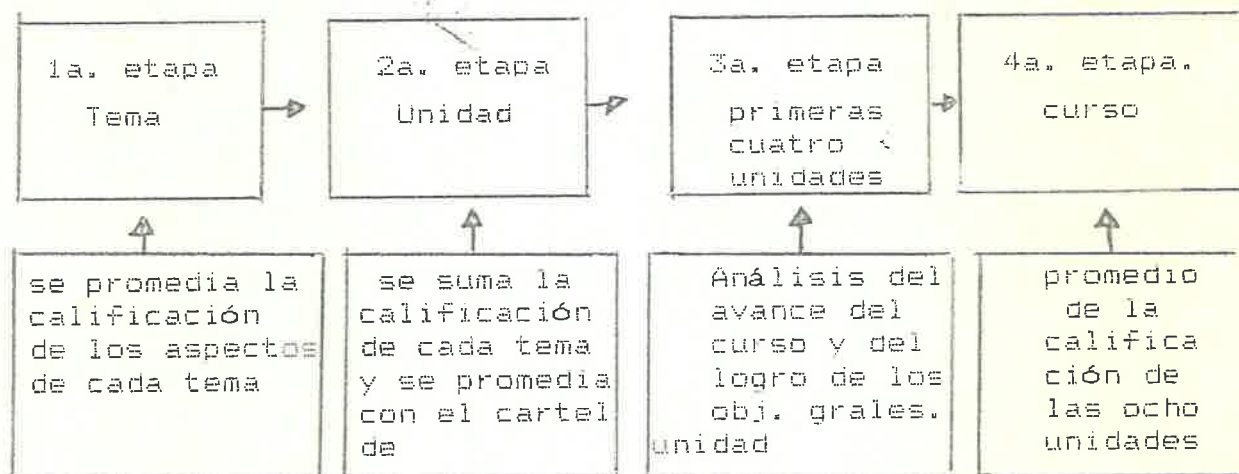 1a. etapa
Tema
2a. etapa
Unidad
3a. etapa
primeras
cuatro
unidades
4a. etapa.
curso
se promedia la
calificación
de los aspectos
de cada tema
se suma la
calificación
de cada tema
y se promedia
con el cartel
de
Análisis del
avance del
curso y del
logro de los
obj. grales.
unidad
promedio
de la
califica
ción de
las ocho
unidades